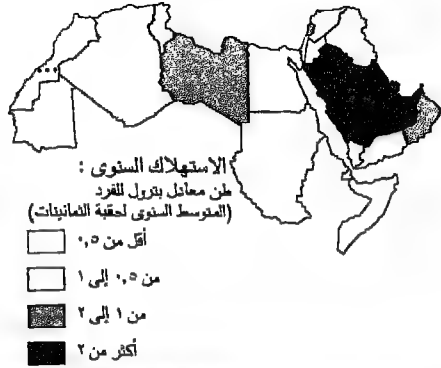 الاستهلاك السنوى :
طن معادل بترول للفرد
(المتوسط السنوى لحقبة الثمانينات)
أقل من ٠,٥
من ٠,٥ إلى ١
من ١ إلى ٢
أكثر من ٢